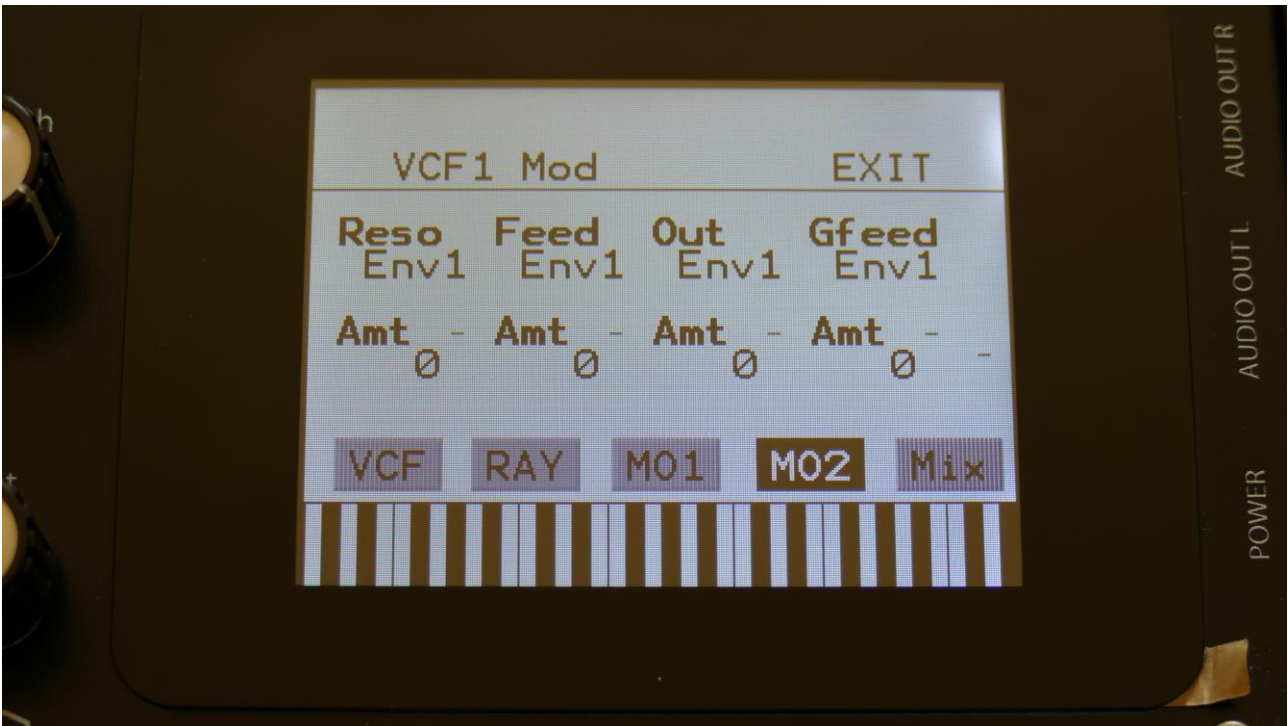 VCF1 Mod EXIT
Reso Feed Out Gfeed
Env1 Env1 Env1 Env1
Amt - Amt - Amt - Amt - -
0 0 0 0
VCF RAY MO1 MO2 Mix
h
t
AUDIO OUT R
AUDIO OUT L
POWER